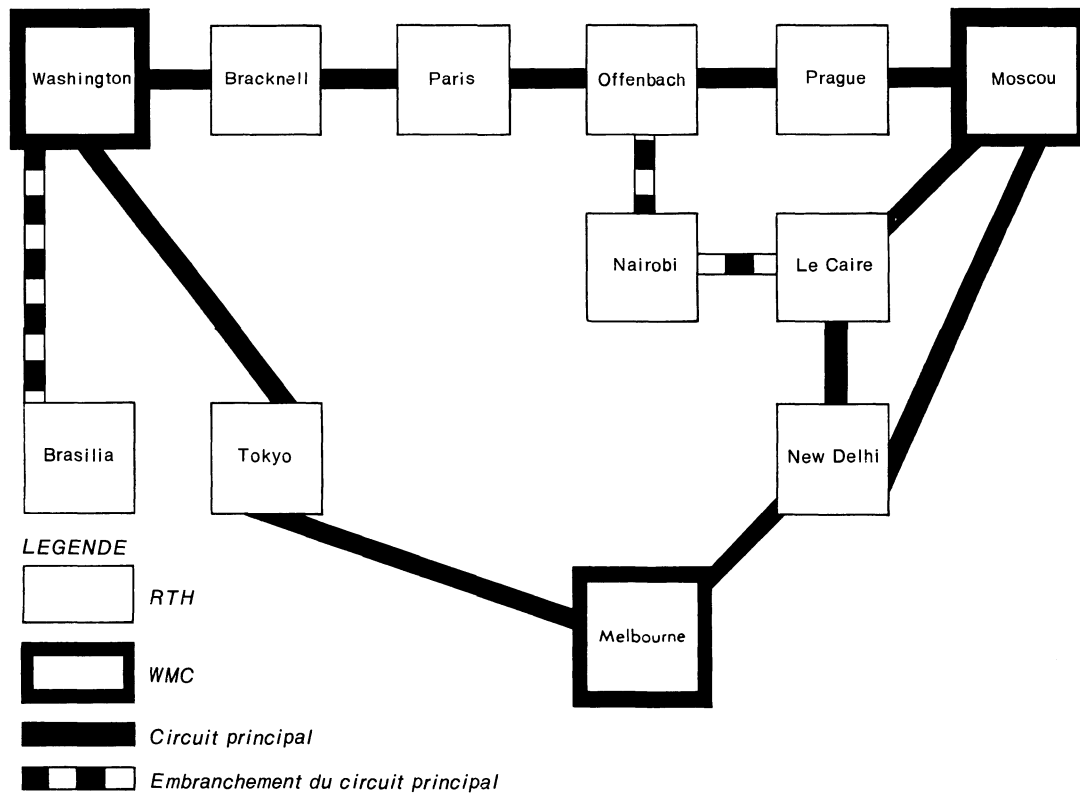 Washington
Bracknell
Paris
Offenbach
Prague
Moscou
Nairobi
Le Caire
Brasilia
Tokyo
New Delhi
Melbourne
LEGENDE
RTH
WMC
Circuit principal
Embranchement du circuit principal